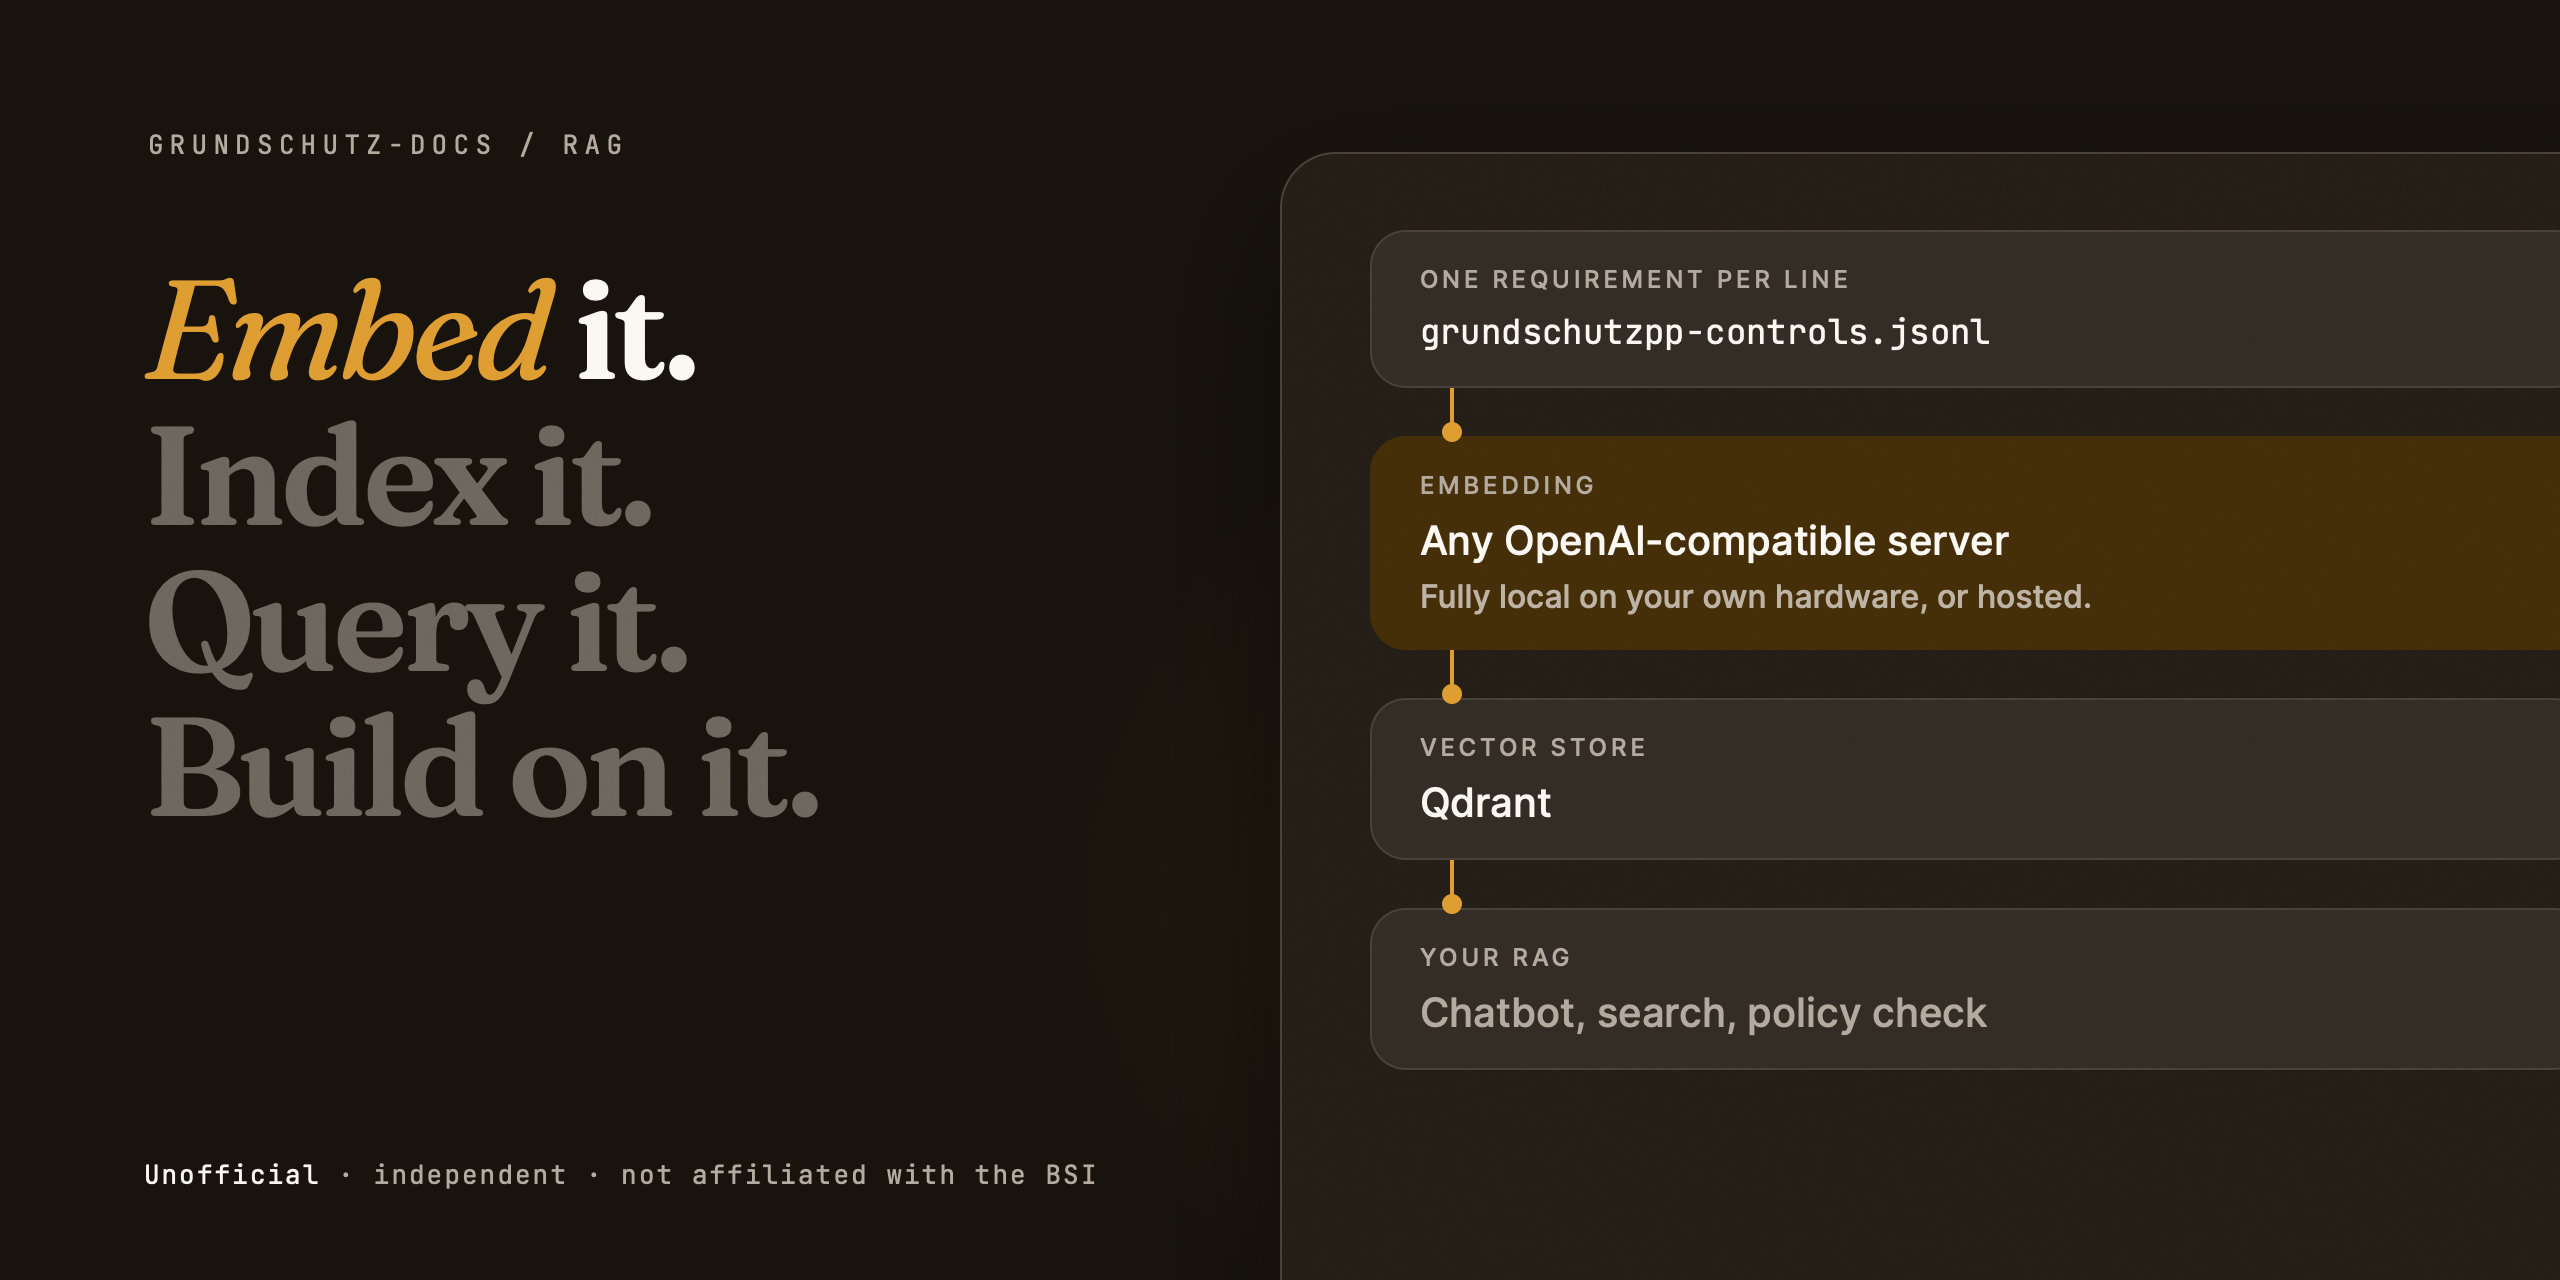 GRUNDSCHUTZ-DOCS / RAG
Embed it.
Index it.
Query it.
Build on it.
Unofficial · independent · not affiliated with the BSI
ONE REQUIREMENT PER LINE
grundschutzpp-controls.jsonl
EMBEDDING
Any OpenAI-compatible server
Fully local on your own hardware, or hosted.
VECTOR STORE
Qdrant
YOUR RAG
Chatbot, search, policy check